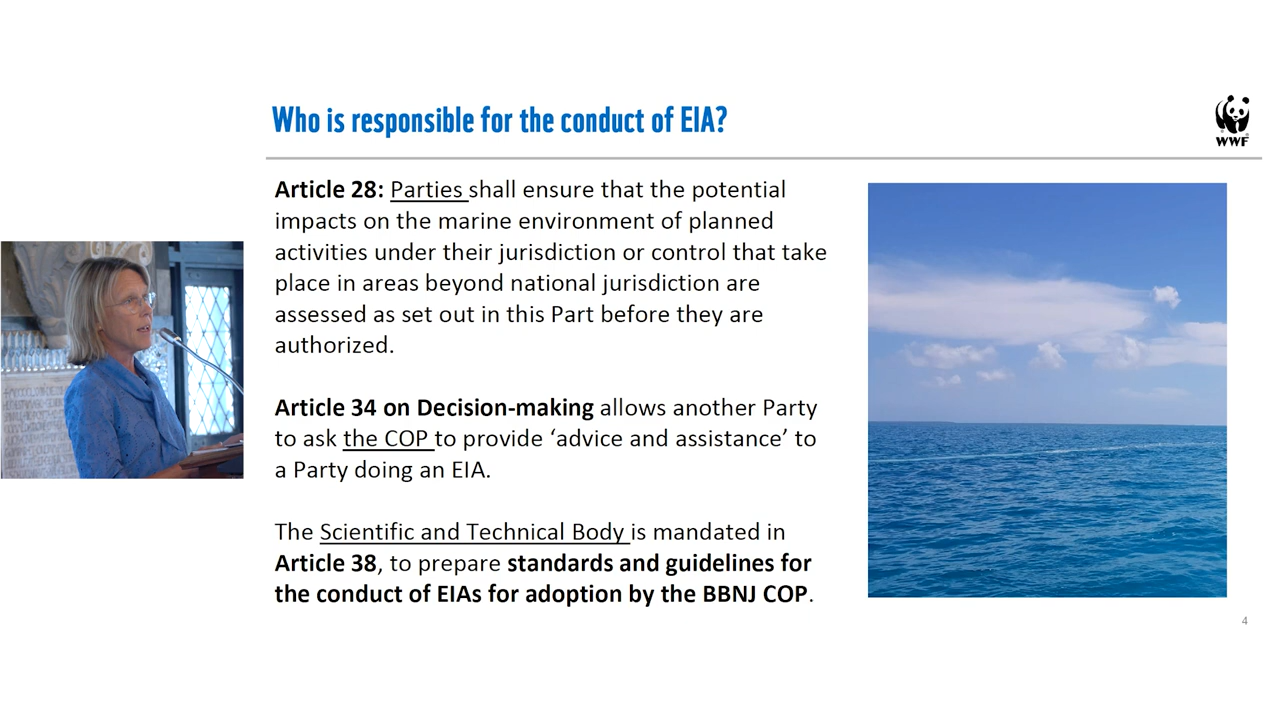 Who is responsible for the conduct of EIA?
WWF
Article 28: Parties shall ensure that the potential
impacts on the marine environment of planned
activities under their jurisdiction or control that take
place in areas beyond national jurisdiction are
assessed as set out in this Part before they are
authorized.
Article 34 on Decision-making allows another Party
to ask the COP to provide ‘advice and assistance’ to
a Party doing an EIA.
The Scientific and Technical Body is mandated in
Article 38, to prepare standards and guidelines for
the conduct of EIAs for adoption by the BBNJ COP.
4